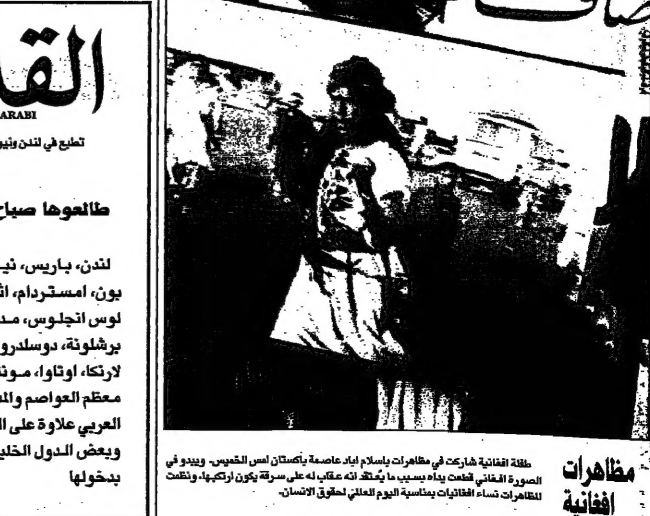 القد
ARABI
تطبع في لندن ونيو
طالعوها صباح
لندن، باريس، نيـ
بون، امستردام، اثـ
لوس انجلوس، مـد
برشلونة، دوسلدرو
لارنكا، اوتاوا، مـونـ
معظم العواصم والمد
العربي علاوة على ال
وبعض الدول الخليـ
بدخولها
مظاهرات
افغانية
طفلة افغانية شاركت في مظاهرات باسلام اباد عاصمة باكستان امس الخميس. ويبدو في
الصورة افغاني قطعت يداه بسبب ما يُعتقد انه عقاب له على سرقة يكون ارتكبها، ونظمت
المظاهرات نساء افغانيات بمناسبة اليوم العالمي لحقوق الانسان.